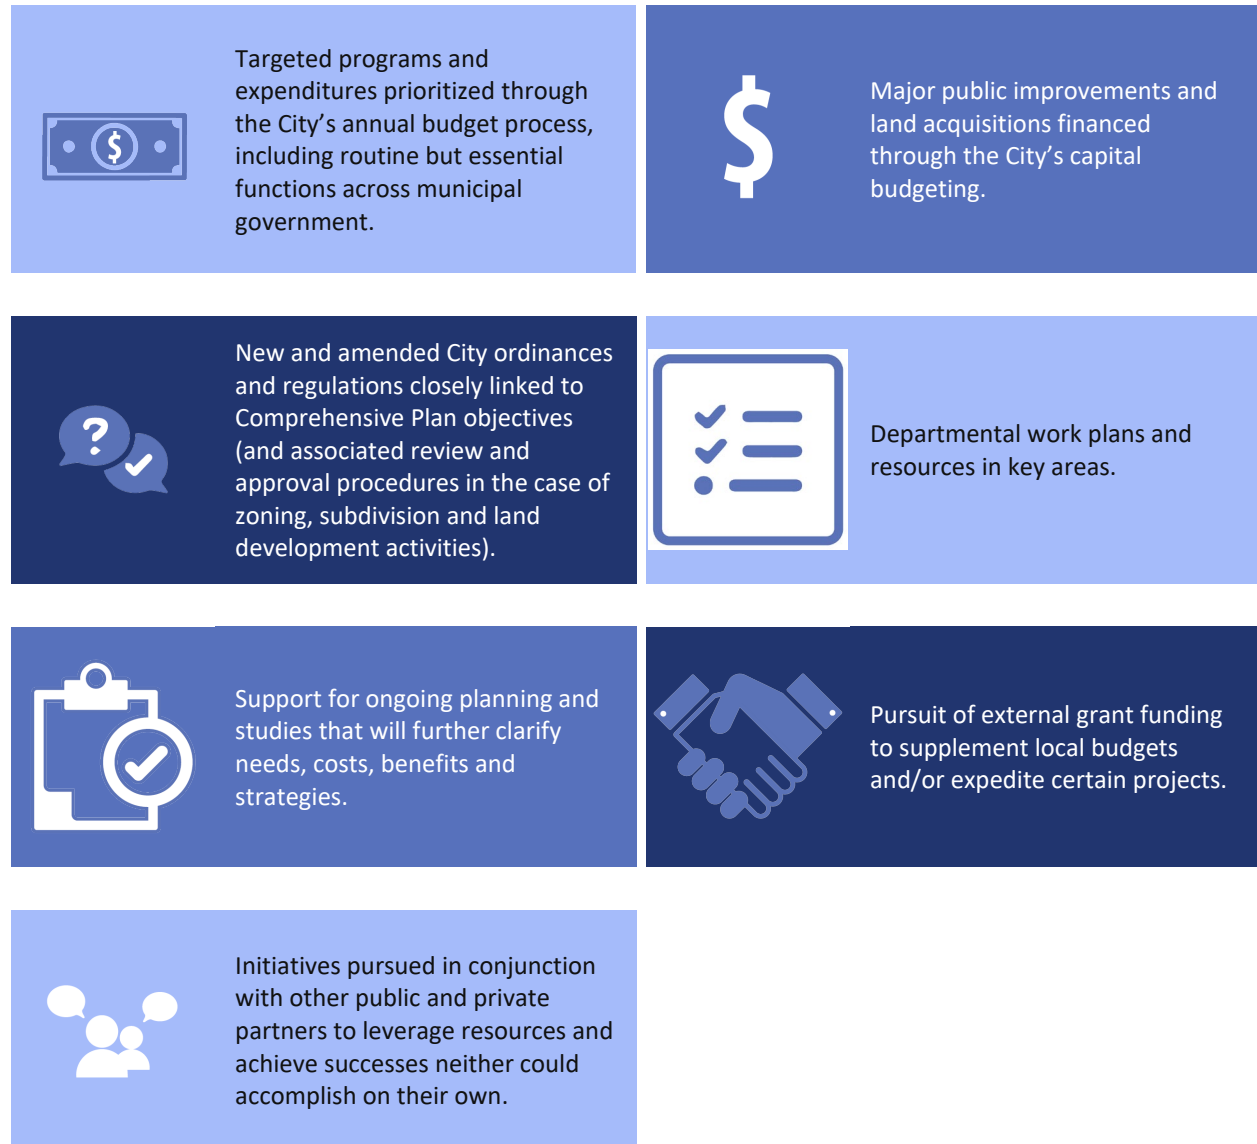 Targeted programs and
expenditures prioritized through
the City’s annual budget process,
including routine but essential
functions across municipal
government.
Major public improvements and
land acquisitions financed
through the City’s capital
budgeting.
New and amended City ordinances
and regulations closely linked to
Comprehensive Plan objectives
(and associated review and
approval procedures in the case of
zoning, subdivision and land
development activities).
Departmental work plans and
resources in key areas.
Support for ongoing planning and
studies that will further clarify
needs, costs, benefits and
strategies.
Pursuit of external grant funding
to supplement local budgets
and/or expedite certain projects.
Initiatives pursued in conjunction
with other public and private
partners to leverage resources and
achieve successes neither could
accomplish on their own.